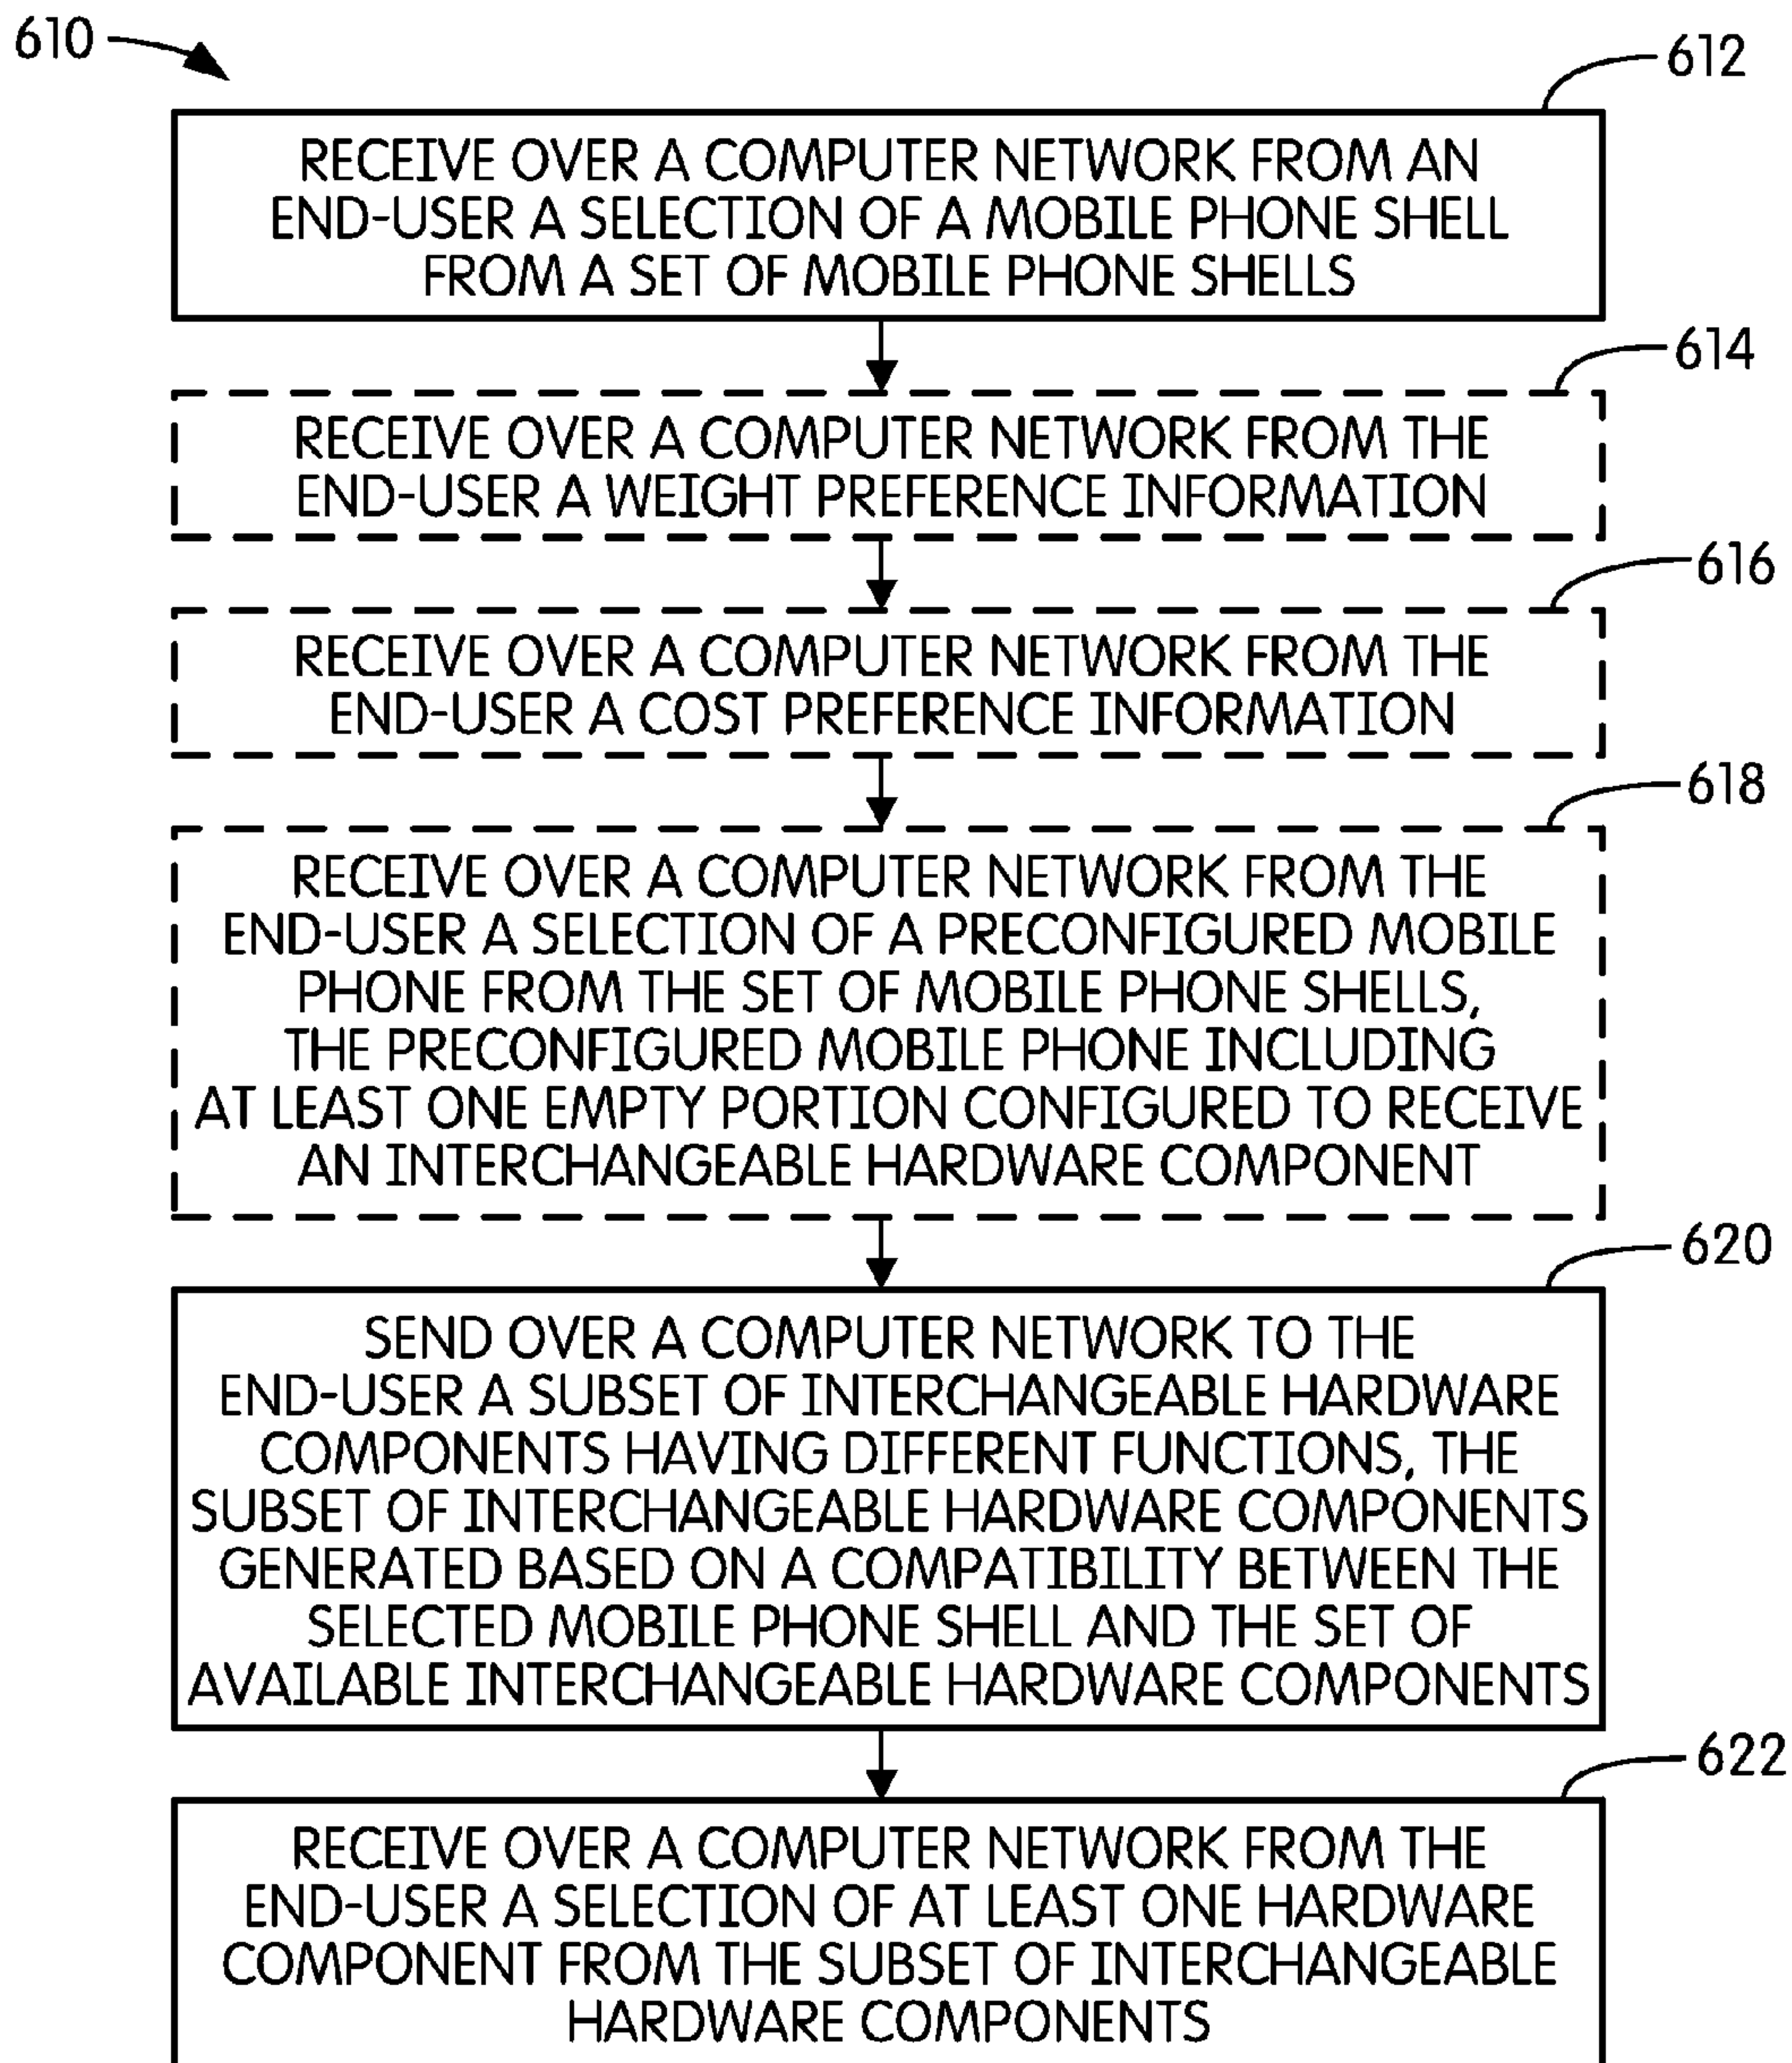 610
612
RECEIVE OVER A COMPUTER NETWORK FROM AN
END-USER A SELECTION OF A MOBILE PHONE SHELL
FROM A SET OF MOBILE PHONE SHELLS
614
RECEIVE OVER A COMPUTER NETWORK FROM THE
END-USER A WEIGHT PREFERENCE INFORMATION
616
RECEIVE OVER A COMPUTER NETWORK FROM THE
END-USER A COST PREFERENCE INFORMATION
618
RECEIVE OVER A COMPUTER NETWORK FROM THE
END-USER A SELECTION OF A PRECONFIGURED MOBILE
PHONE FROM THE SET OF MOBILE PHONE SHELLS,
THE PRECONFIGURED MOBILE PHONE INCLUDING
AT LEAST ONE EMPTY PORTION CONFIGURED TO RECEIVE
AN INTERCHANGEABLE HARDWARE COMPONENT
620
SEND OVER A COMPUTER NETWORK TO THE
END-USER A SUBSET OF INTERCHANGEABLE HARDWARE
COMPONENTS HAVING DIFFERENT FUNCTIONS, THE
SUBSET OF INTERCHANGEABLE HARDWARE COMPONENTS
GENERATED BASED ON A COMPATIBILITY BETWEEN THE
SELECTED MOBILE PHONE SHELL AND THE SET OF
AVAILABLE INTERCHANGEABLE HARDWARE COMPONENTS
622
RECEIVE OVER A COMPUTER NETWORK FROM THE
END-USER A SELECTION OF AT LEAST ONE HARDWARE
COMPONENT FROM THE SUBSET OF INTERCHANGEABLE
HARDWARE COMPONENTS